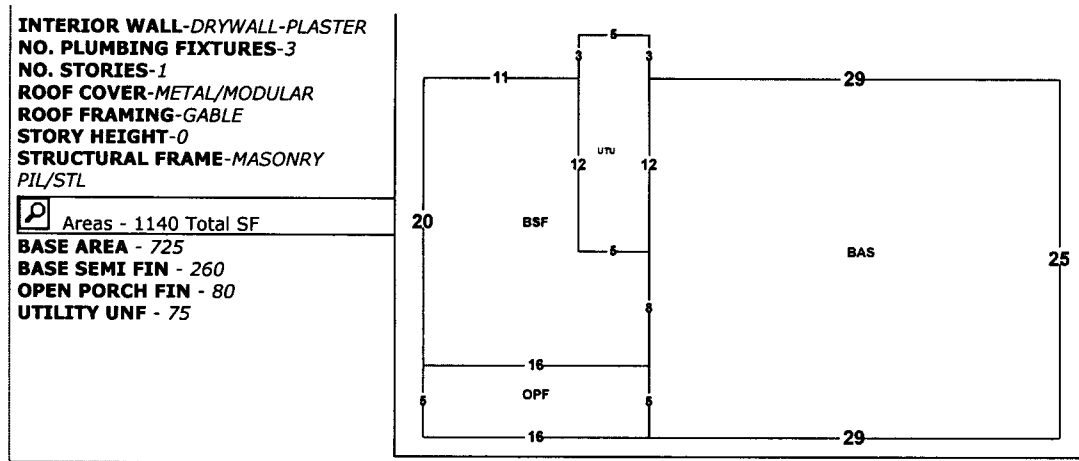 INTERIOR WALL-DRYWALL-PLASTER
NO. PLUMBING FIXTURES-3
NO. STORIES-1
ROOF COVER-METAL/MODULAR
ROOF FRAMING-GABLE
STORY HEIGHT-0
STRUCTURAL FRAME-MASONRY
PIL/STL
Areas - 1140 Total SF
BASE AREA - 725
BASE SEMI FIN - 260
OPEN PORCH FIN - 80
UTILITY UNF - 75
5
3 3
11 29
UTU
12 12
20 BSF
5 BAS 25
8
16
OPF
5 5
16 29